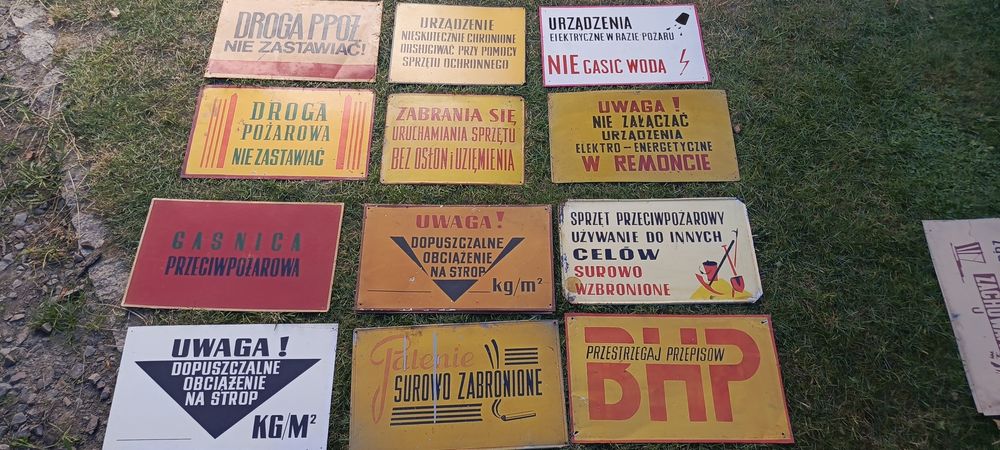 DROGA PPOŻ.
NIE ZASTAWIAĆ!
URZĄDZENIE
NIESKUTECZNIE CHRONIONE
OBSŁUGIWAĆ PRZY POMOCY
SPRZĘTU OCHRONNEGO
URZĄDZENIA
ELEKTRYCZNE W RAZIE POŻARU
NIE GASIĆ WODĄ
DROGA
POŻAROWA
NIE ZASTAWIAĆ
ZABRANIA SIĘ
URUCHAMIANIA SPRZĘTU
BEZ OSŁON i UZIEMIENIA
UWAGA !
NIE ZAŁĄCZAĆ
URZĄDZENIA
ELEKTRO-ENERGETYCZNE
W REMONCIE
GAŚNICA
PRZECIWPOŻAROWA
UWAGA!
DOPUSZCZALNE
OBCIĄŻENIE
NA STROP
kg/m²
SPRZĘT PRZECIWPOŻAROWY
UŻYWANIE DO INNYCH
CELÓW
SUROWO
WZBRONIONE
UWAGA !
DOPUSZCZALNE
OBCIĄŻENIE
NA STROP
KG/M²
Palenie
SUROWO ZABRONIONE
PRZESTRZEGAJ PRZEPISÓW
BHP